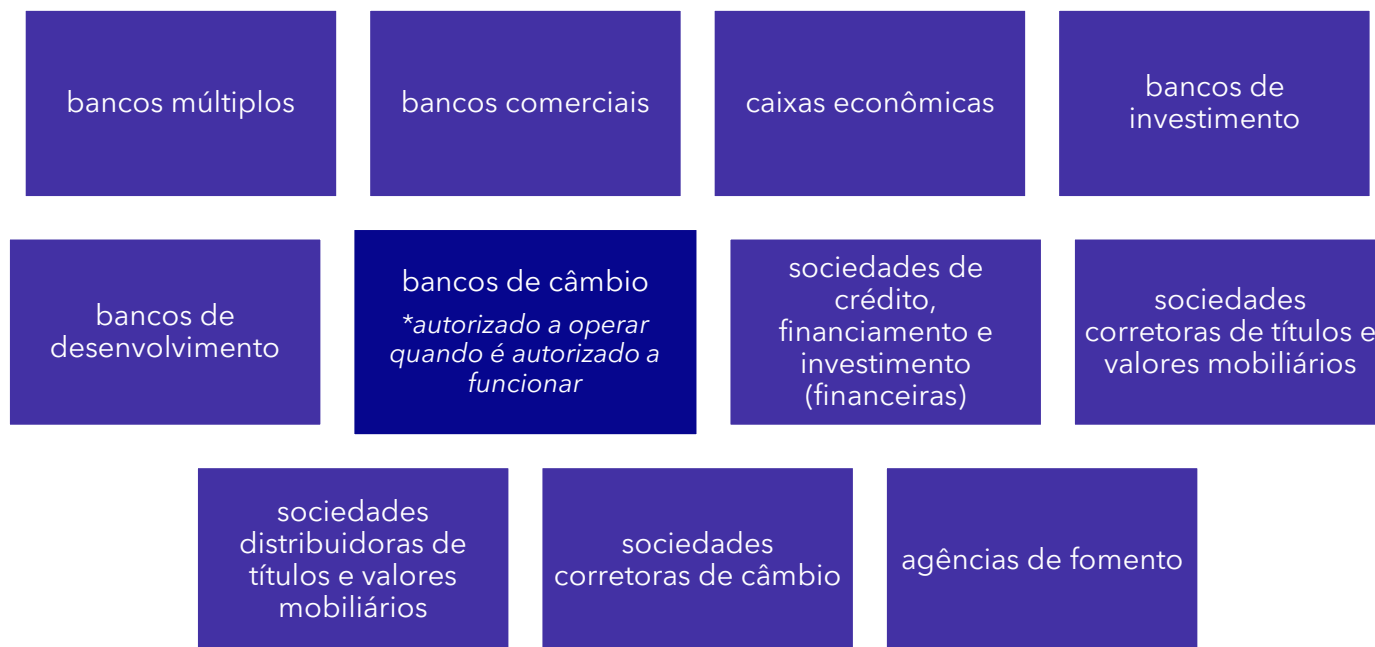 bancos múltiplos
bancos comerciais
caixas econômicas
bancos de
investimento
bancos de
desenvolvimento
bancos de câmbio
*autorizado a operar
quando é autorizado a
funcionar
sociedades de
crédito,
financiamento e
investimento
(financeiras)
sociedades
corretoras de títulos e
valores mobiliários
sociedades
distribuidoras de
títulos e valores
mobiliários
sociedades
corretoras de câmbio
agências de fomento